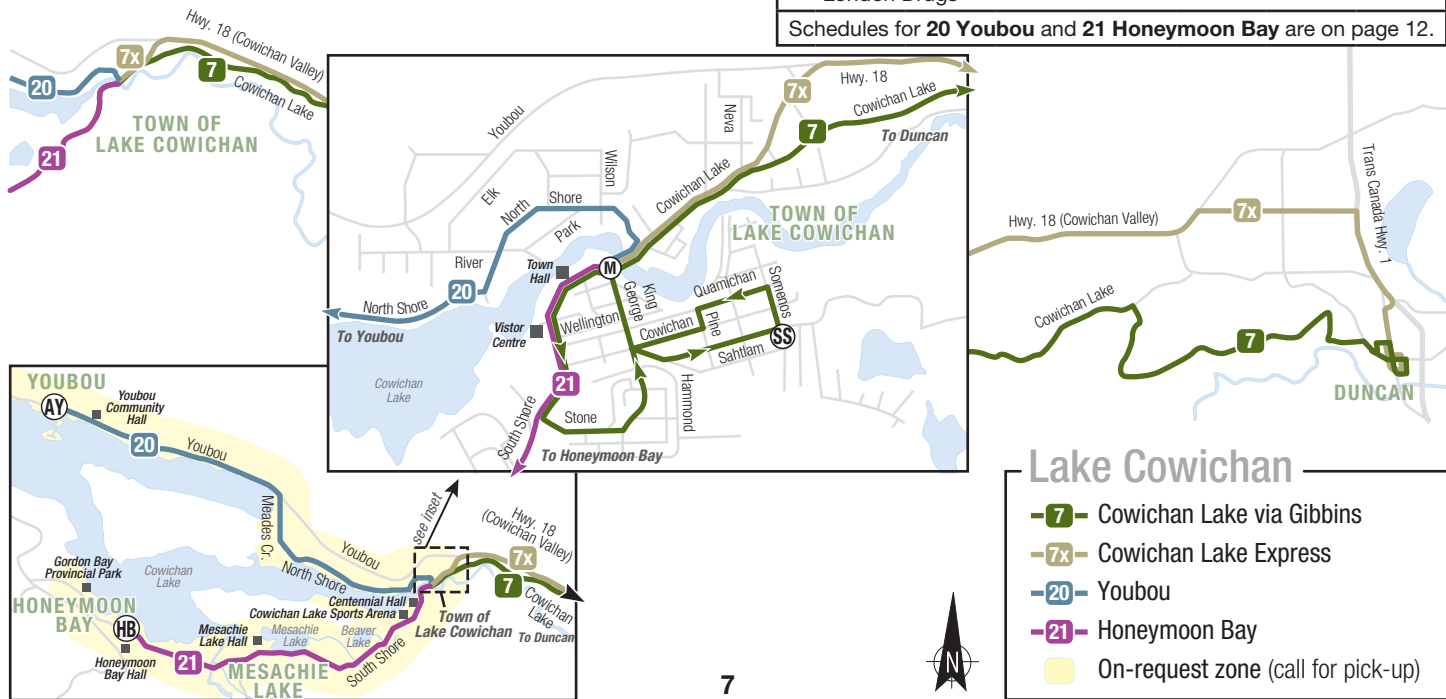 London Drugs
Schedules for 20 Youbou and 21 Honeymoon Bay are on page 12.
Hwy. 18 (Cowichan Valley)
7x
7
20
Cowichan Lake
TOWN OF
LAKE COWICHAN
21
Hwy. 18
7x
Cowichan Lake
7
To Duncan
Neva
Youbou
Wilson
Elk
North
Shore
Park
Cowichan Lake
TOWN OF
LAKE COWICHAN
River
Town
Hall
M
20
North Shore
To Youbou
King
George
Quamichan
Somenos
Wellington
Cowichan
Pine
Vistor
Centre
Sahtlam
SS
21
Cowichan
Lake
Hammond
Stone
South Shore
To Honeymoon Bay
Trans Canada Hwy. 1
Hwy. 18 (Cowichan Valley)
7x
Cowichan Lake
7
DUNCAN
YOUBOU
AY
Youbou
Community
Hall
20
Youbou
Meades Cr.
see inset
Hwy. 18
(Cowichan Valley)
7x
Youbou
Gordon Bay
Provincial Park
Cowichan
Lake
North Shore
7
Cowichan
Lake
To Duncan
Centennial Hall
Cowichan Lake Sports Arena
Town of
Lake Cowichan
HONEYMOON
BAY
HB
Mesachie
Lake Hall
Mesachie
Lake
Beaver
Lake
South Shore
Honeymoon
Bay Hall
21
MESACHIE
LAKE
7
N
Lake Cowichan
7 Cowichan Lake via Gibbins
7x Cowichan Lake Express
20 Youbou
21 Honeymoon Bay
On-request zone (call for pick-up)